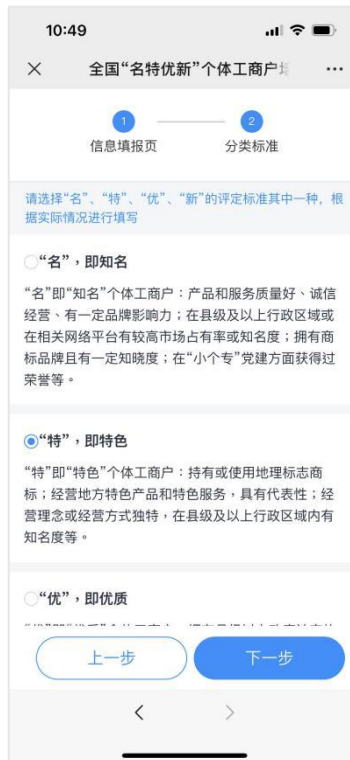 10:49
全国“名特优新”个体工商户
1
2
信息填报页
分类标准
请选择“名”、“特”、“优”、“新”的评定标准其中一种，根
据实际情况进行填写
“名”，即知名
“名”即“知名”个体工商户：产品和服务质量好、诚信
经营、有一定品牌影响力；在县级及以上行政区域或
在相关网络平台有较高市场占有率或知名度；拥有商
标品牌且有一定知晓度；在“小个专”党建方面获得过
荣誉等。
“特”，即特色
“特”即“特色”个体工商户：持有或使用地理标志商
标；经营地方特色产品和特色服务，具有代表性；经
营理念或经营方式独特，在县级及以上行政区域内有
知名度等。
“优”，即优质
上一步
下一步